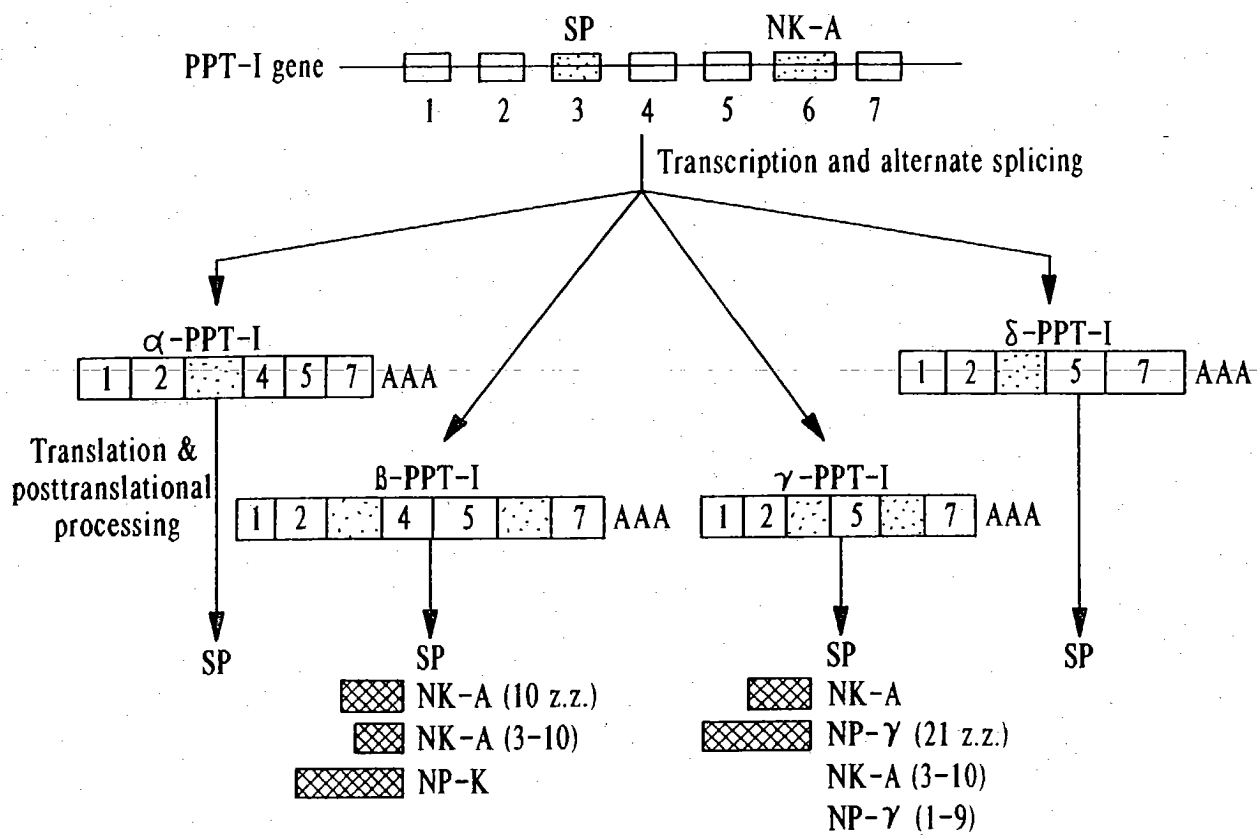 SP NK-A
PPT-I gene
1 2 3 4 5 6 7
Transcription and alternate splicing
α-PPT-I
1 2 4 5 7 AAA
δ-PPT-I
1 2 5 7 AAA
Translation &
posttranslational
processing
β-PPT-I
1 2 4 5 7 AAA
γ-PPT-I
1 2 5 7 AAA
SP
SP
NK-A (10 z.z.)
NK-A (3-10)
NP-K
SP
NK-A
NP-γ (21 z.z.)
NK-A (3-10)
NP-γ (1-9)
SP